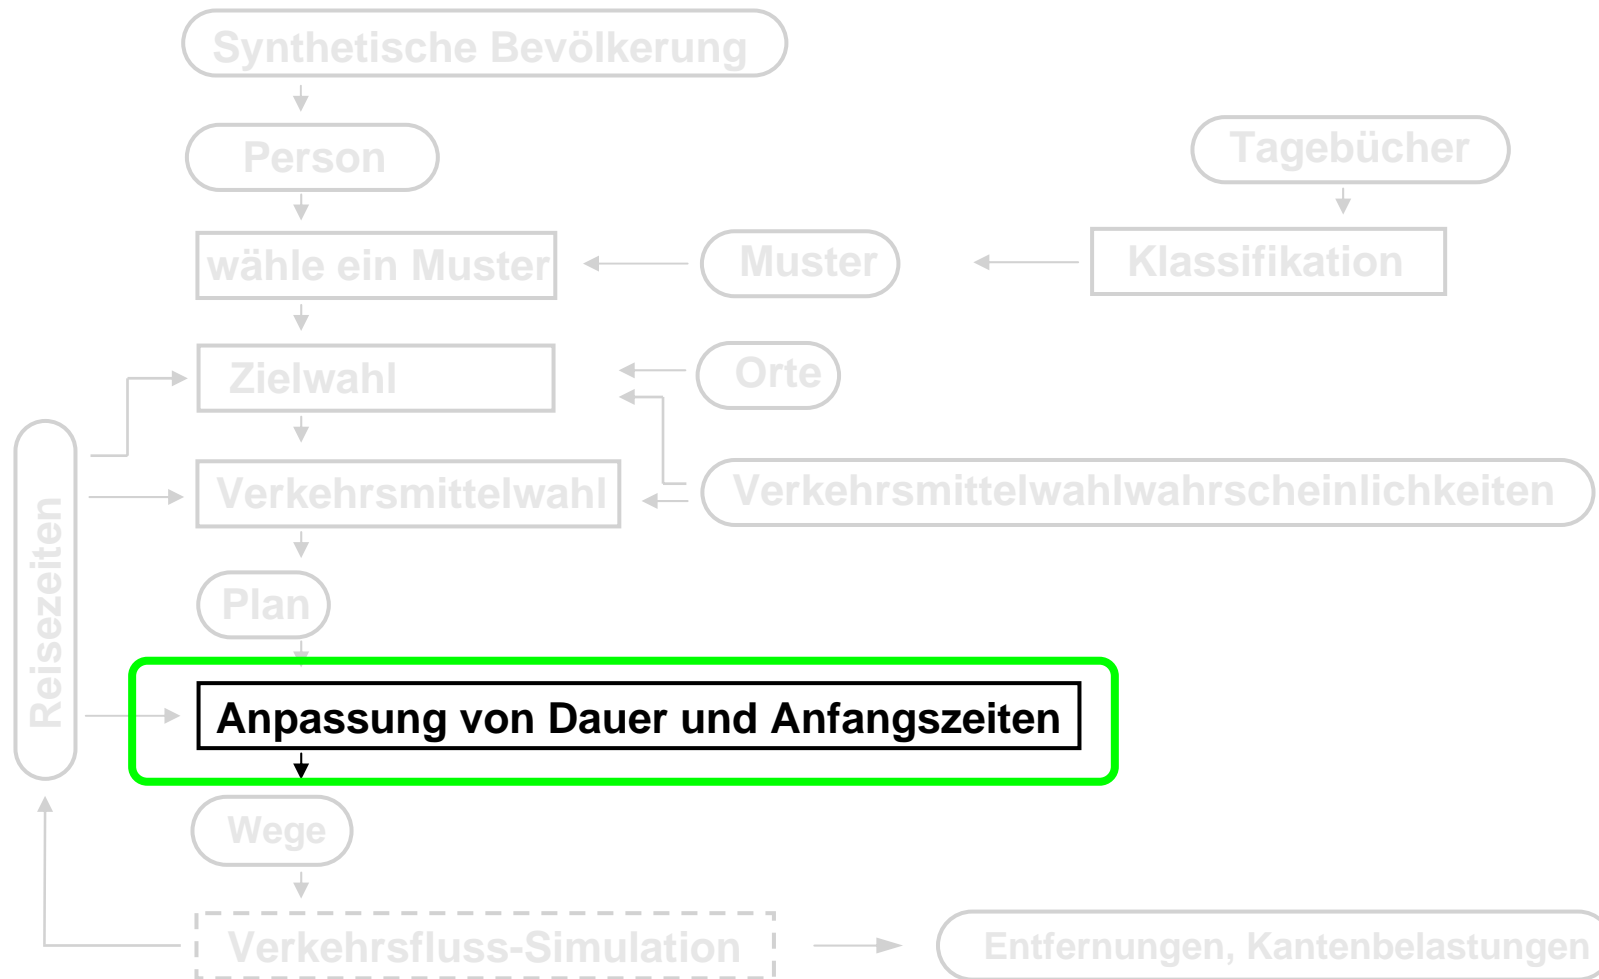 Synthetische Bevölkerung
Person
Tagebücher
wähle ein Muster
Muster
Klassifikation
Zielwahl
Orte
Verkehrsmittelwahl
Verkehrsmittelwahlwahrscheinlichkeiten
Reisezeiten
Plan
Anpassung von Dauer und Anfangszeiten
Wege
Verkehrsfluss-Simulation
Entfernungen, Kantenbelastungen